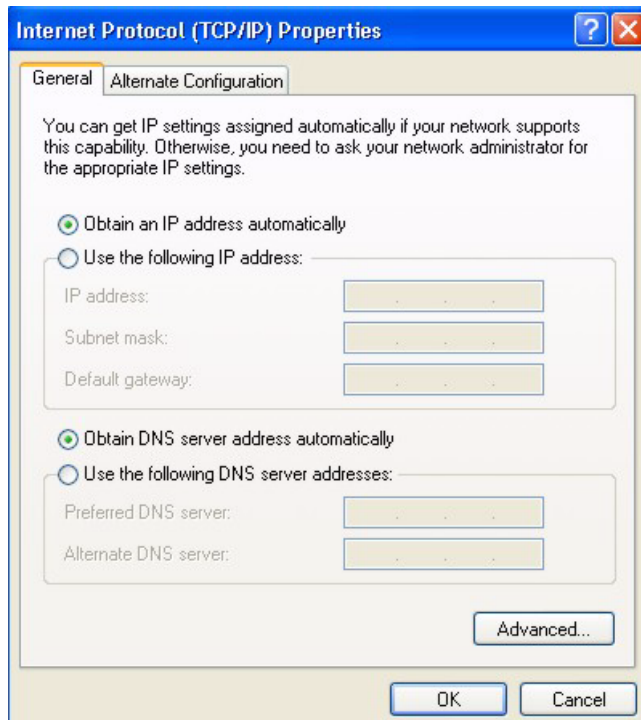 Internet Protocol (TCP/IP) Properties
General
Alternate Configuration
You can get IP settings assigned automatically if your network supports
this capability. Otherwise, you need to ask your network administrator for
the appropriate IP settings.
Obtain an IP address automatically
Use the following IP address:
IP address:
Subnet mask:
Default gateway:
Obtain DNS server address automatically
Use the following DNS server addresses:
Preferred DNS server:
Alternate DNS server:
Advanced...
OK
Cancel